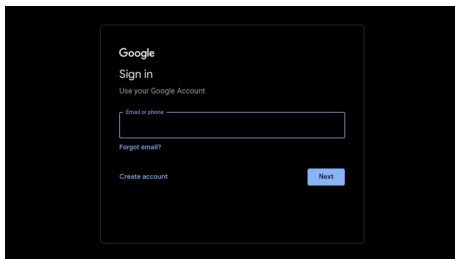 Google
Sign in
Use your Google Account
Email or phone
Forgot email?
Create account
Next